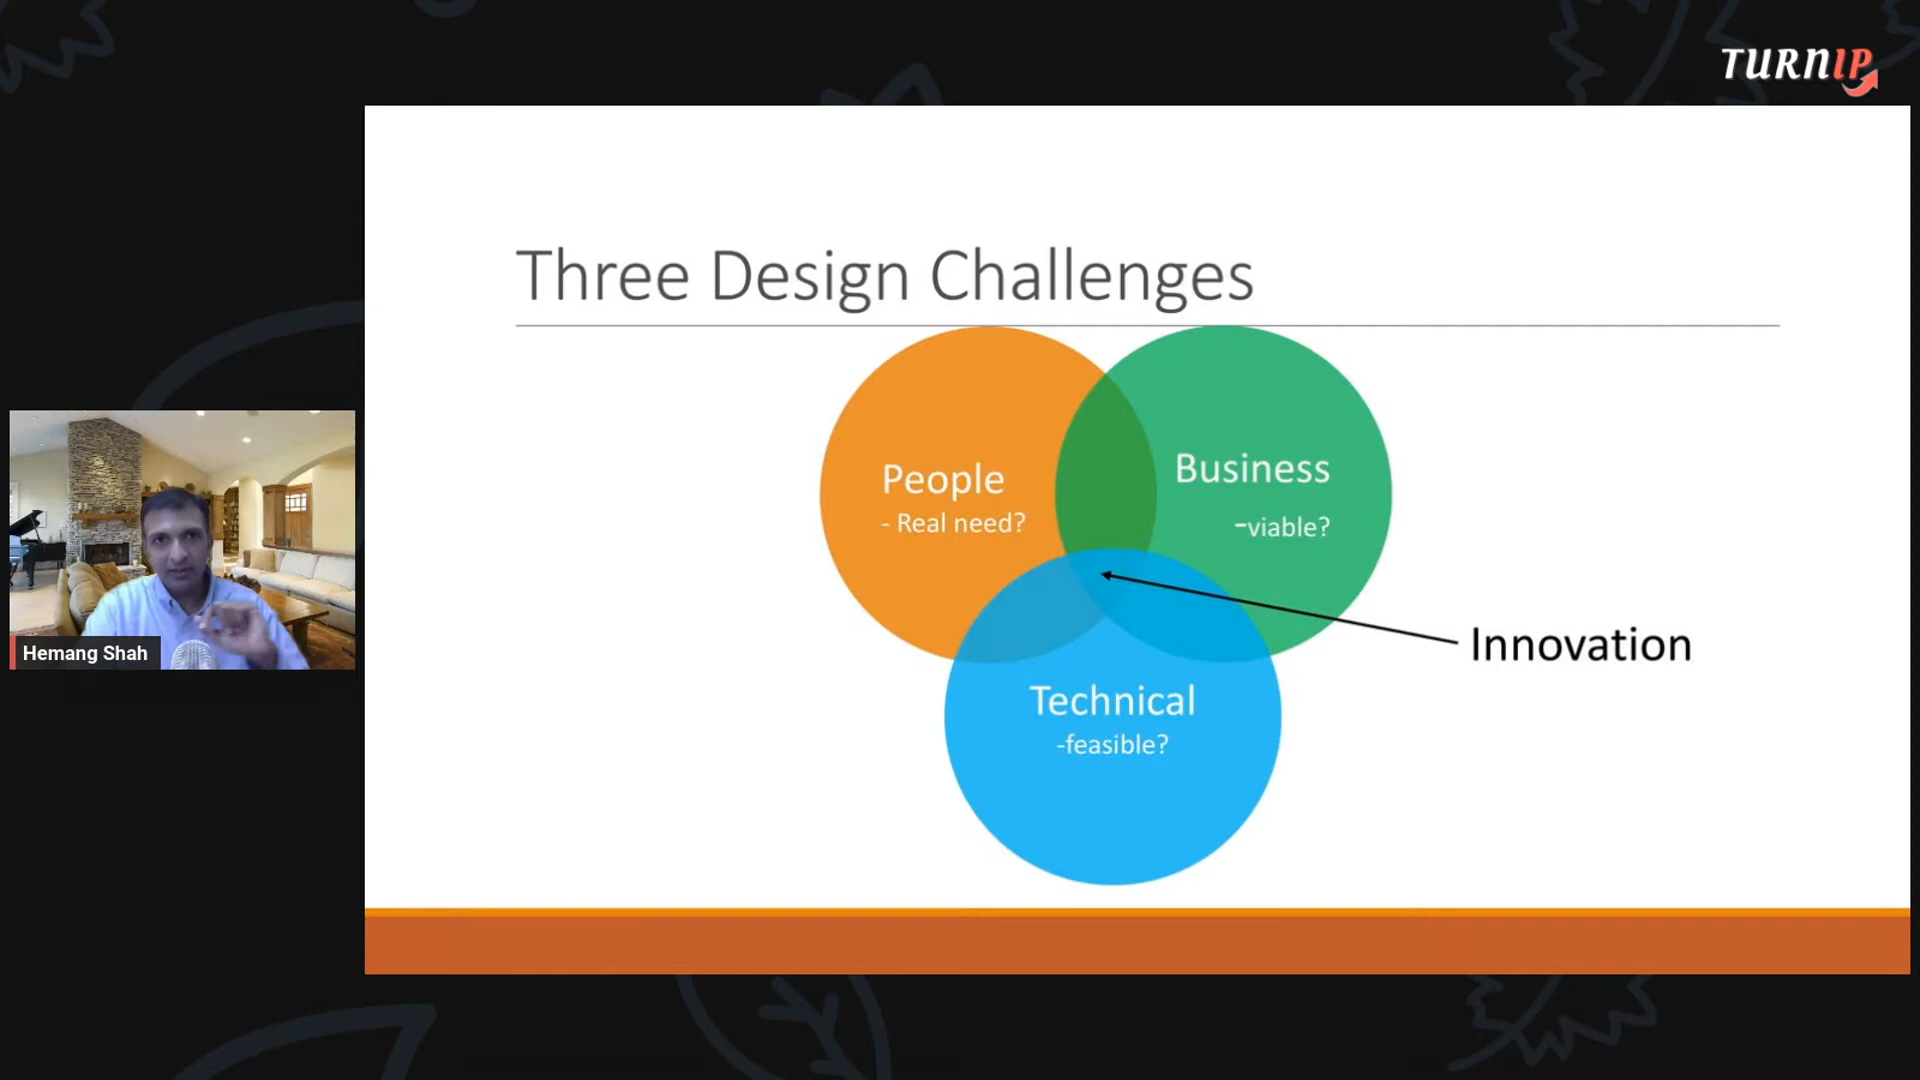 TURNIP
Three Design Challenges
People
- Real need?
Business
-viable?
Innovation
Technical
-feasible?
Hemang Shah